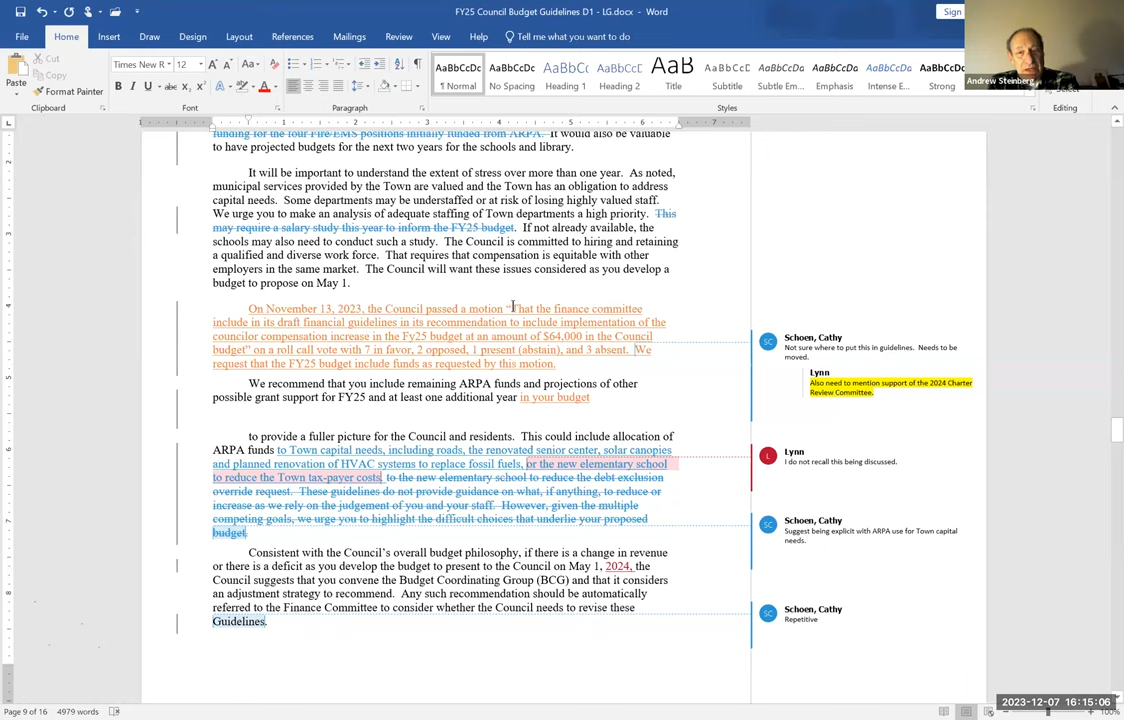 FY25 Council Budget Guidelines D1 - LG.docx - Word
Sign
File Home Insert Draw Design Layout References Mailings Review View Help Tell me what you want to do
Cut
Copy
Format Painter
Paste
Clipboard
Times New R 12
Font
Paragraph
AaBbCcDc AaBbCcDc AaBbCcDc AaBbCcDc AaB AaBbCcD AaBbCcDc AaBbCcDc AaBbCcDc AaBbCcDc
¶ Normal No Spacing Heading 1 Heading 2 Title Subtitle Subtle Em... Emphasis Intense E... Strong
Styles
Editing
Andrew Steinberg
funding for the four Fire/EMS positions initially funded from ARPA. It would also be valuable
to have projected budgets for the next two years for the schools and library.
It will be important to understand the extent of stress over more than one year. As noted,
municipal services provided by the Town are valued and the Town has an obligation to address
capital needs. Some departments may be understaffed or at risk of losing highly valued staff.
We urge you to make an analysis of adequate staffing of Town departments a high priority. This
may require a salary study this year to inform the FY25 budget. If not already available, the
schools may also need to conduct such a study. The Council is committed to hiring and retaining
a qualified and diverse work force. That requires that compensation is equitable with other
employers in the same market. The Council will want these issues considered as you develop a
budget to propose on May 1.
On November 13, 2023, the Council passed a motion “That the finance committee
include in its draft financial guidelines in its recommendation to include implementation of the
councilor compensation increase in the Fy25 budget at an amount of $64,000 in the Council
budget” on a roll call vote with 7 in favor, 2 opposed, 1 present (abstain), and 3 absent. We
request that the FY25 budget include funds as requested by this motion.
We recommend that you include remaining ARPA funds and projections of other
possible grant support for FY25 and at least one additional year in your budget
to provide a fuller picture for the Council and residents. This could include allocation of
ARPA funds to Town capital needs, including roads, the renovated senior center, solar canopies
and planned renovation of HVAC systems to replace fossil fuels, or the new elementary school
to reduce the Town tax-payer costs. to the new elementary school to reduce the debt exclusion
override request. These guidelines do not provide guidance on what, if anything, to reduce or
increase as we rely on the judgement of you and your staff. However, given the multiple
competing goals, we urge you to highlight the difficult choices that underlie your proposed
budget.
Consistent with the Council’s overall budget philosophy, if there is a change in revenue
or there is a deficit as you develop the budget to present to the Council on May 1, 2024, the
Council suggests that you convene the Budget Coordinating Group (BCG) and that it considers
an adjustment strategy to recommend. Any such recommendation should be automatically
referred to the Finance Committee to consider whether the Council needs to revise these
Guidelines.
SC Schoen, Cathy
Not sure where to put this in guidelines. Needs to be
moved.
Lynn
Also need to mention support of the 2024 Charter
Review Committee.
L Lynn
I do not recall this being discussed.
SC Schoen, Cathy
Suggest being explicit with ARPA use for Town capital
needs.
SC Schoen, Cathy
Repetitive
Page 9 of 16 4979 words
2023-12-07 16:15:06
100%